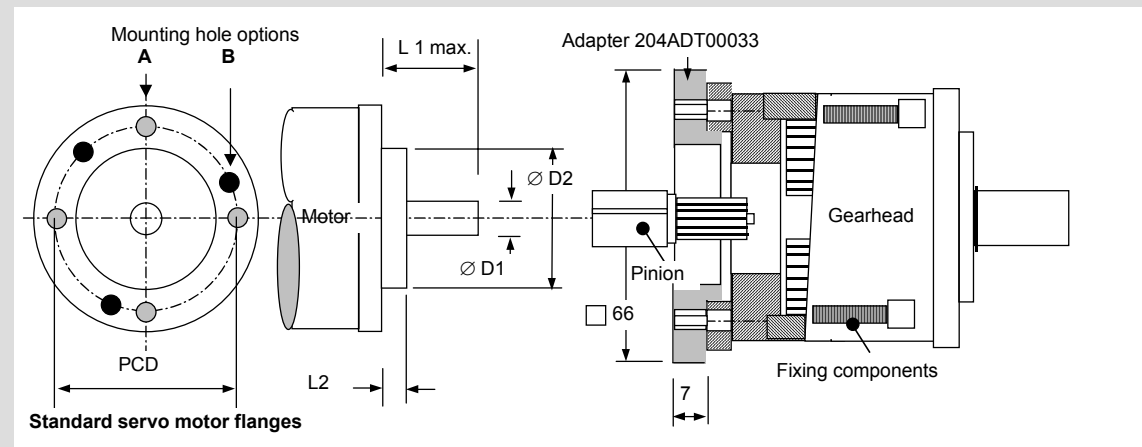 Mounting hole options
A B
L 1 max.
Adapter 204ADT00033
∅ D2
Motor
∅ D1
Gearhead
Pinion
□ 66
PCD
L2
7
Fixing components
Standard servo motor flanges